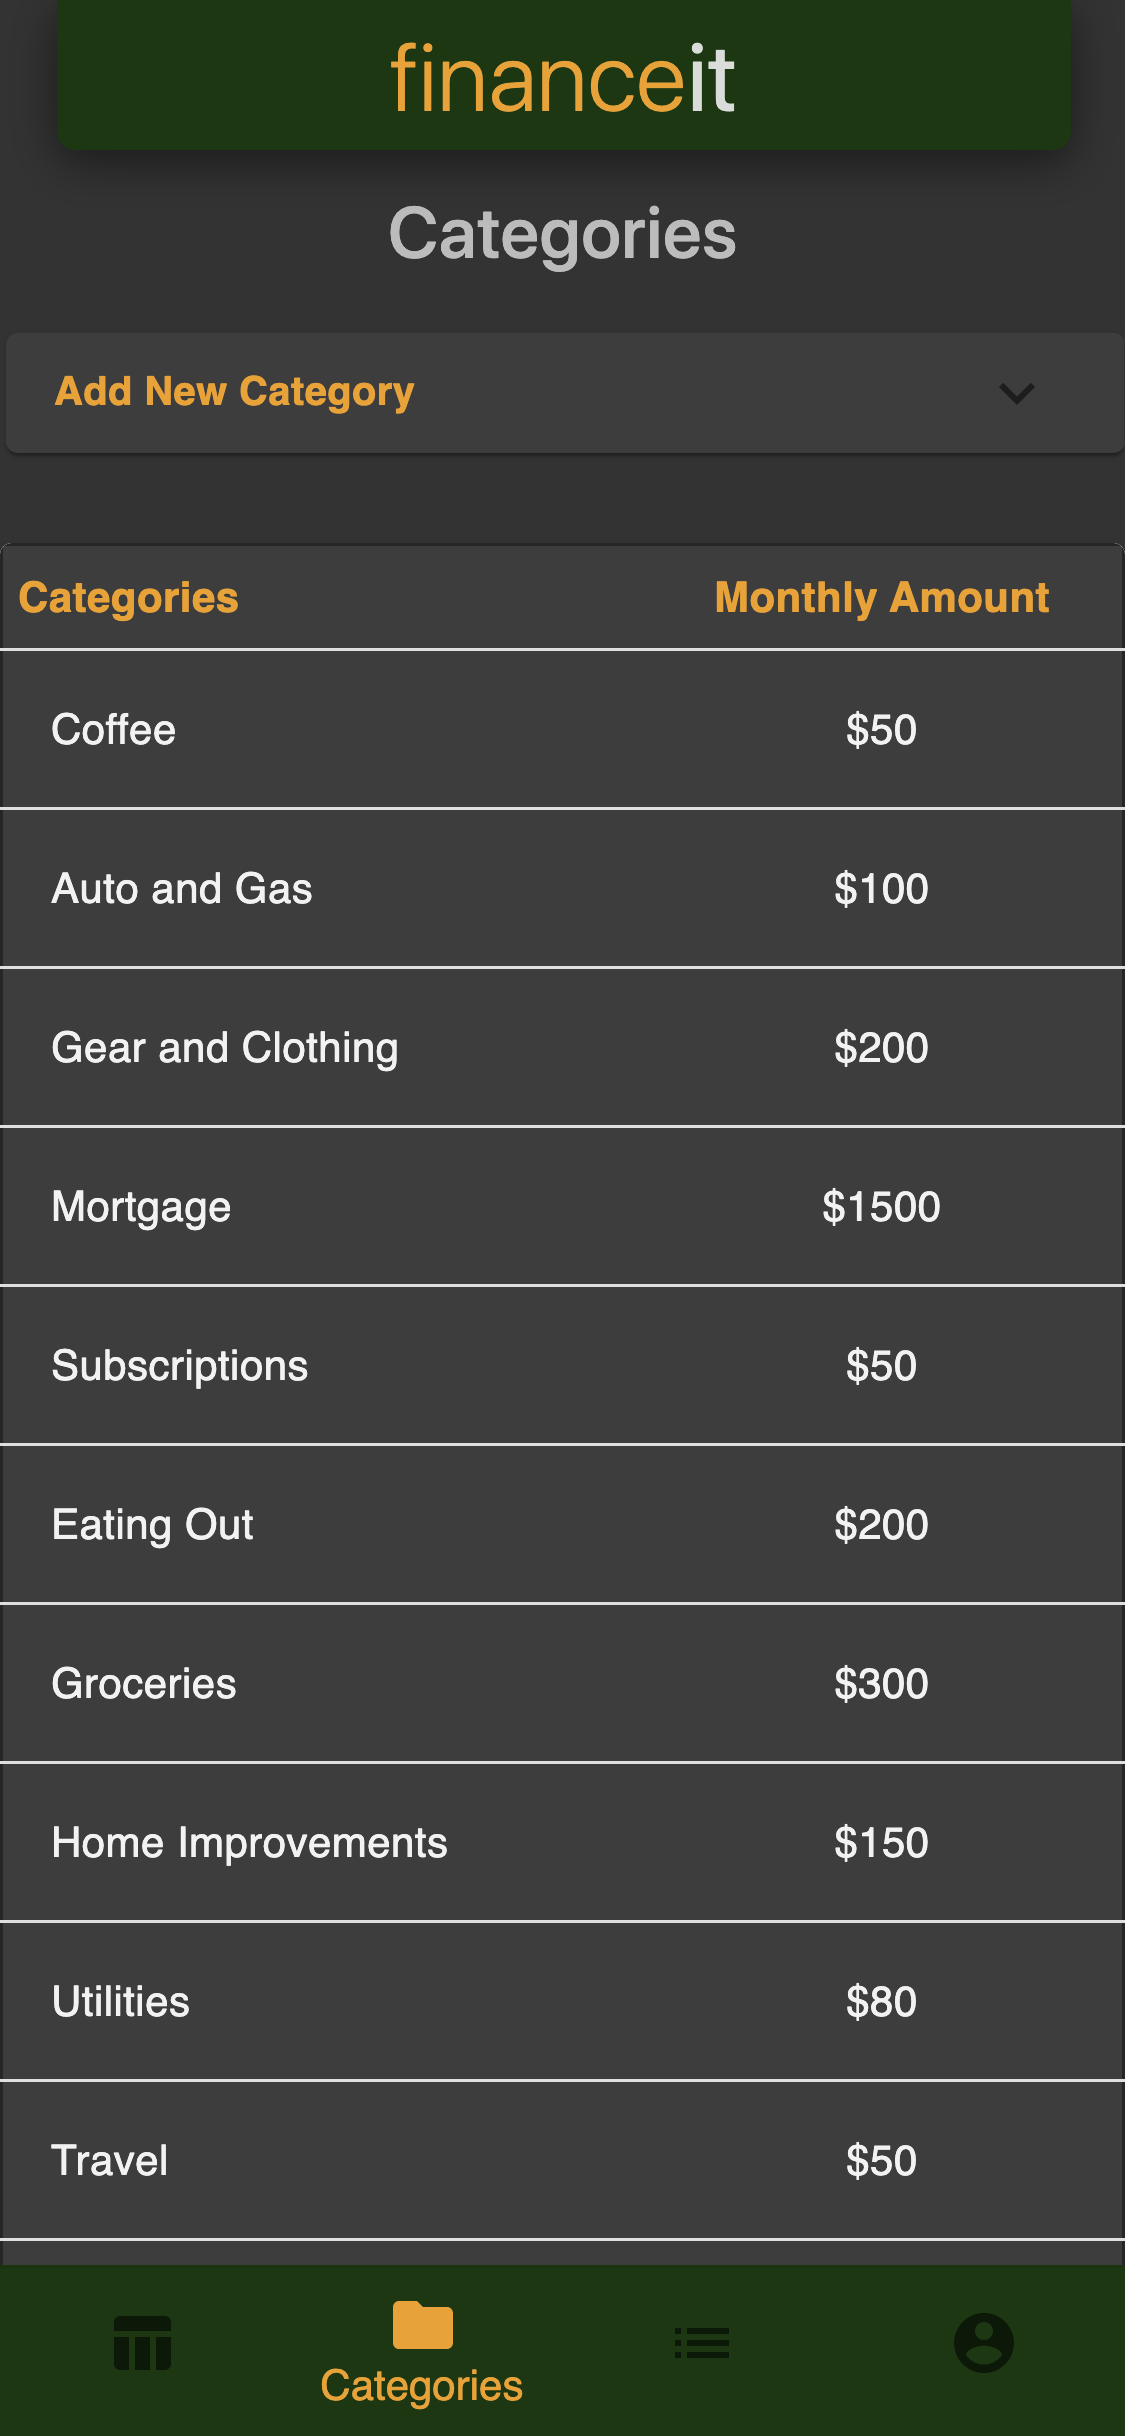 financeit
Categories
Add New Category
Categories Monthly Amount
Coffee $50
Auto and Gas $100
Gear and Clothing $200
Mortgage $1500
Subscriptions $50
Eating Out $200
Groceries $300
Home Improvements $150
Utilities $80
Travel $50
Categories